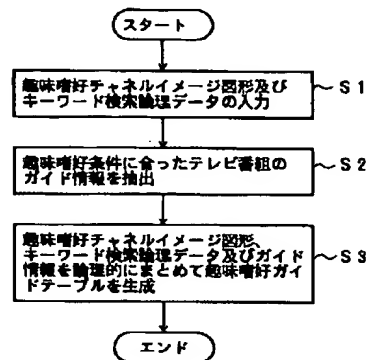 スタート
趣味嗜好チャネルイメージ図形及び
キーワード検索論理データの入力
S1
趣味嗜好条件に合ったテレビ番組の
ガイド情報を抽出
S2
趣味嗜好チャネルイメージ図形、
キーワード検索論理データ及びガイド
情報を論理的にまとめて趣味嗜好ガイ
ドテーブルを生成
S3
エンド